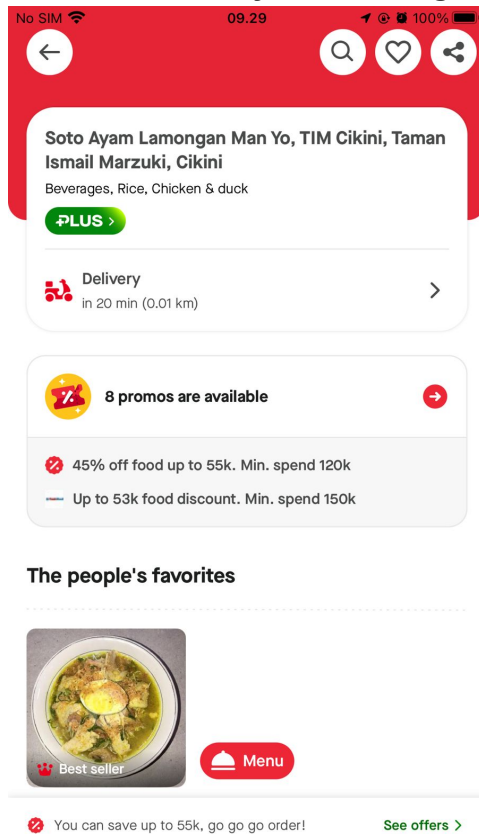 No SIM 09.29 100%
Soto Ayam Lamongan Man Yo, TIM Cikini, Taman
Ismail Marzuki, Cikini
Beverages, Rice, Chicken & duck
PLUS
Delivery
in 20 min (0.01 km)
8 promos are available
45% off food up to 55k. Min. spend 120k
Up to 53k food discount. Min. spend 150k
The people's favorites
Best seller
Menu
You can save up to 55k, go go go order! See offers